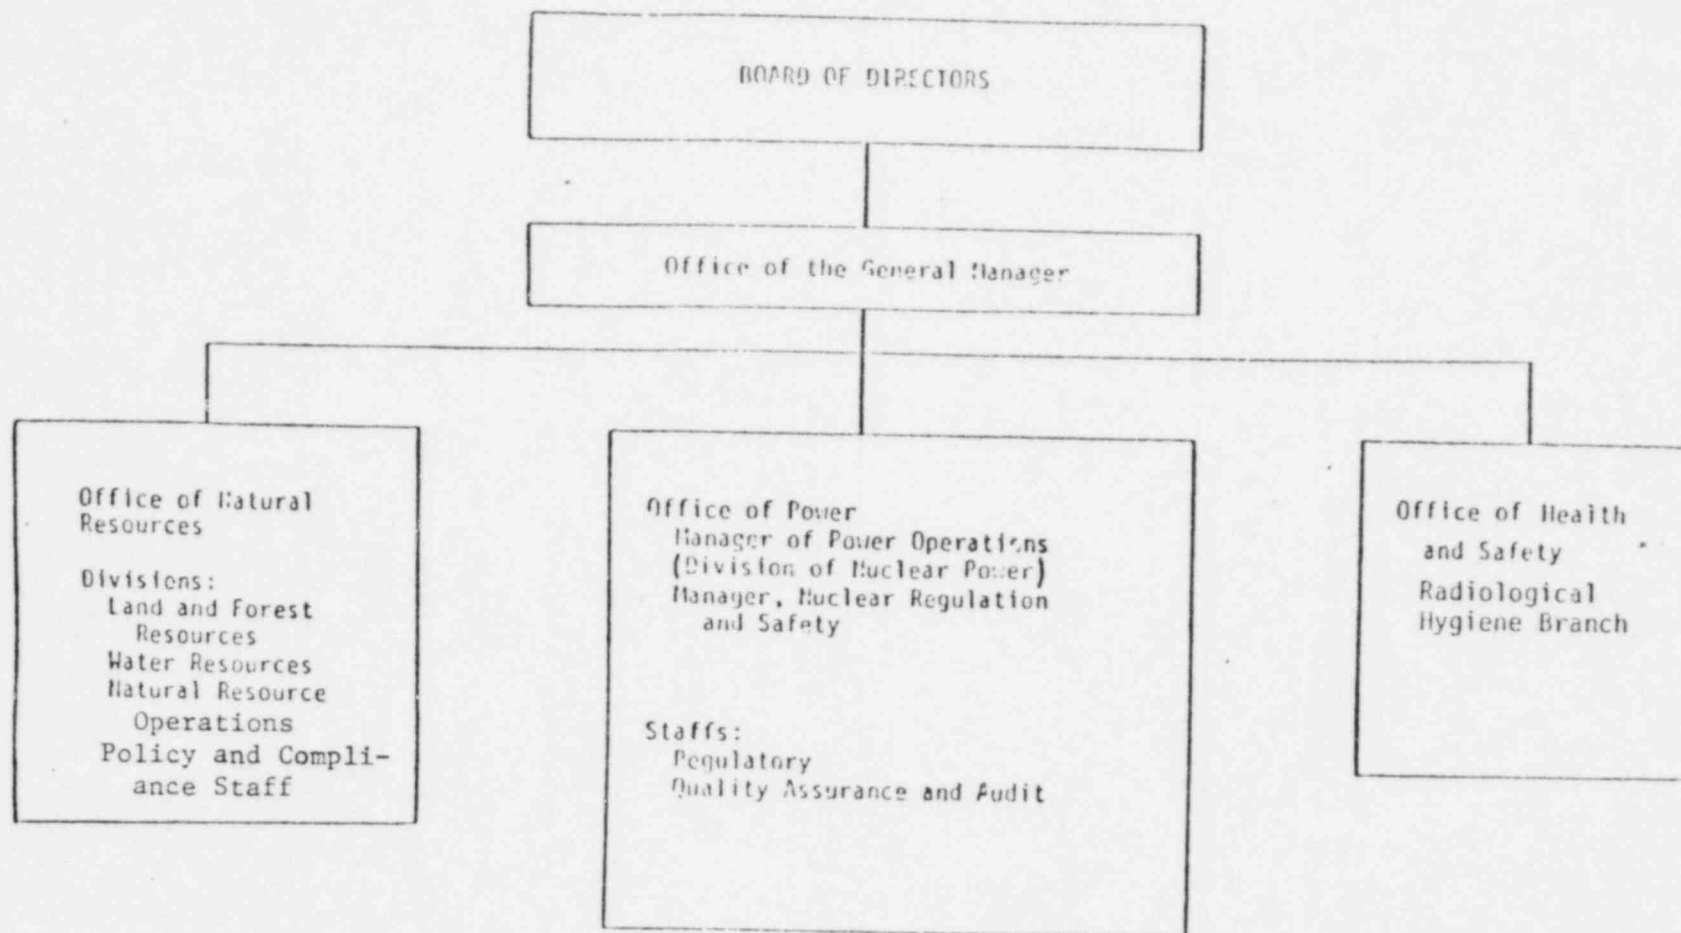 BOARD OF DIRECTORS
Office of the General Manager
Office of Natural
Resources
Divisions:
Land and Forest
Resources
Water Resources
Natural Resource
Operations
Policy and Compli-
ance Staff
Office of Power
Manager of Power Operations
(Division of Nuclear Power)
Manager, Nuclear Regulation
and Safety
Staffs:
Regulatory
Quality Assurance and Audit
Office of Health
and Safety
Radiological
Hygiene Branch